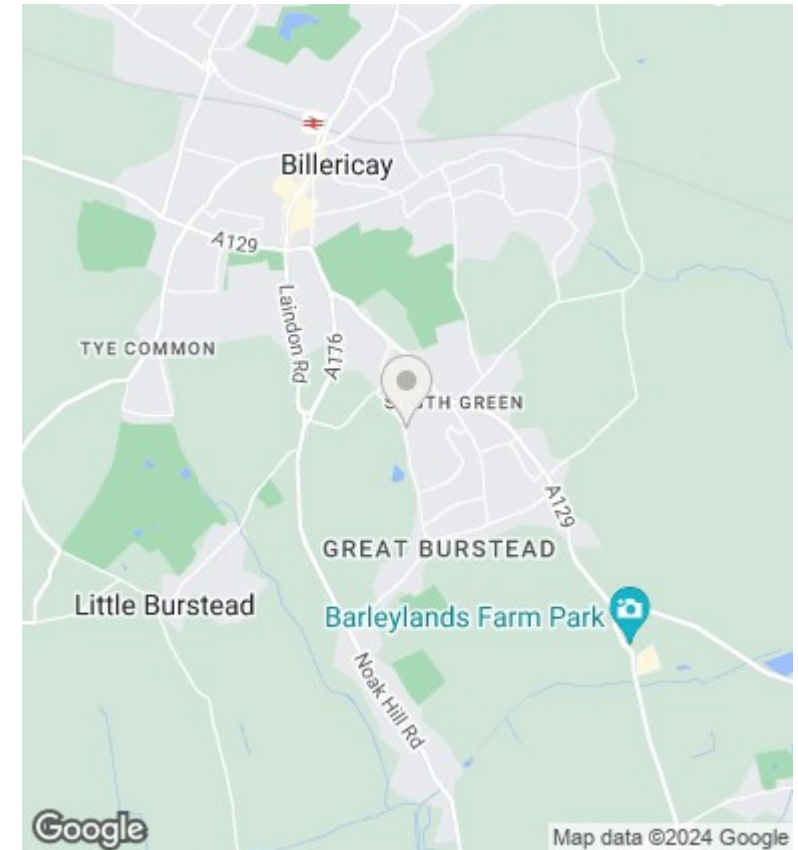 Billericay
A129
Laindon Rd
A176
TYE COMMON
TH GREEN
A129
GREAT BURSTEAD
Little Burstead
Barleylands Farm Park
Noak Hill Rd
Google
Map data ©2024 Google